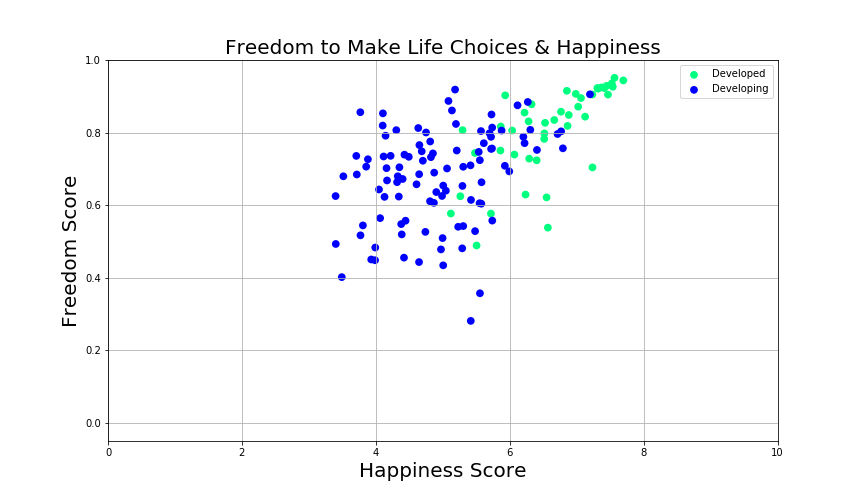 Freedom to Make Life Choices & Happiness
Developed
Developing
1.0
0.8
0.6
0.4
0.2
0.0
Freedom Score
0 2 4 6 8 10
Happiness Score